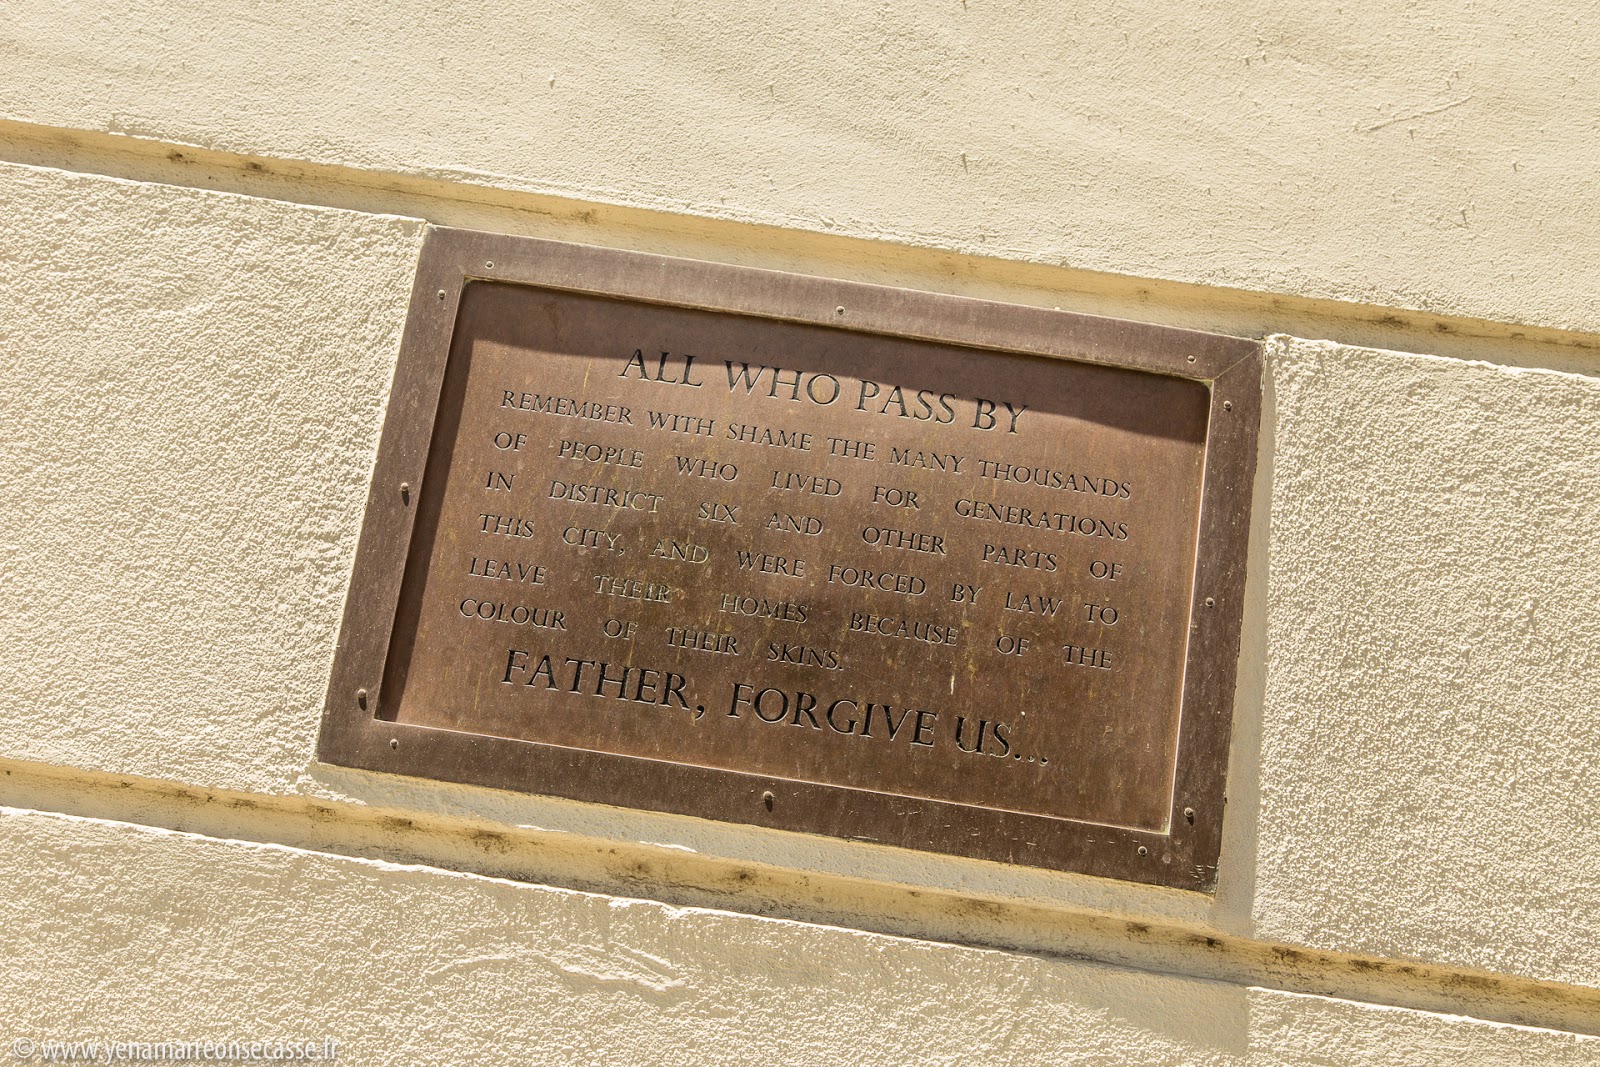 ALL WHO PASS BY
REMEMBER WITH SHAME THE MANY THOUSANDS
OF PEOPLE WHO LIVED FOR GENERATIONS
IN DISTRICT SIX AND OTHER PARTS OF
THIS CITY, AND WERE FORCED BY LAW TO
LEAVE THEIR HOMES BECAUSE OF THE
COLOUR OF THEIR SKINS.
FATHER, FORGIVE US...
© www.yenamarreonsecasse.fr